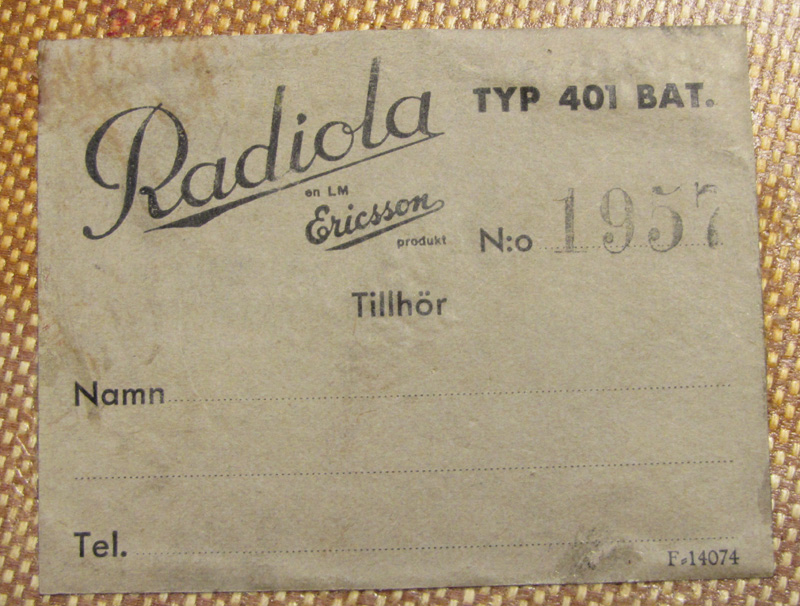 Radiola
TYP 401 BAT.
en LM
Ericsson
produkt
N:o 1957
Tillhör
Namn
Tel.
F-14074